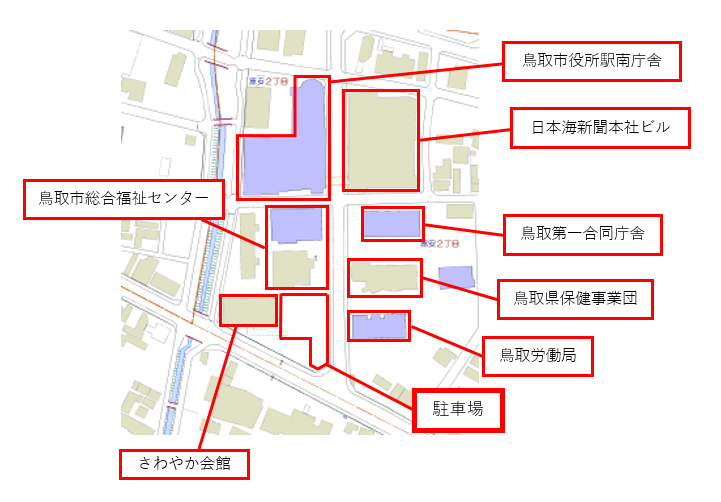 鳥取市役所駅南庁舎
富安2丁目
日本海新聞本社ビル
鳥取市総合福祉センター
鳥取第一合同庁舎
富安2丁目
鳥取県保健事業団
鳥取労働局
駐車場
さわやか会館